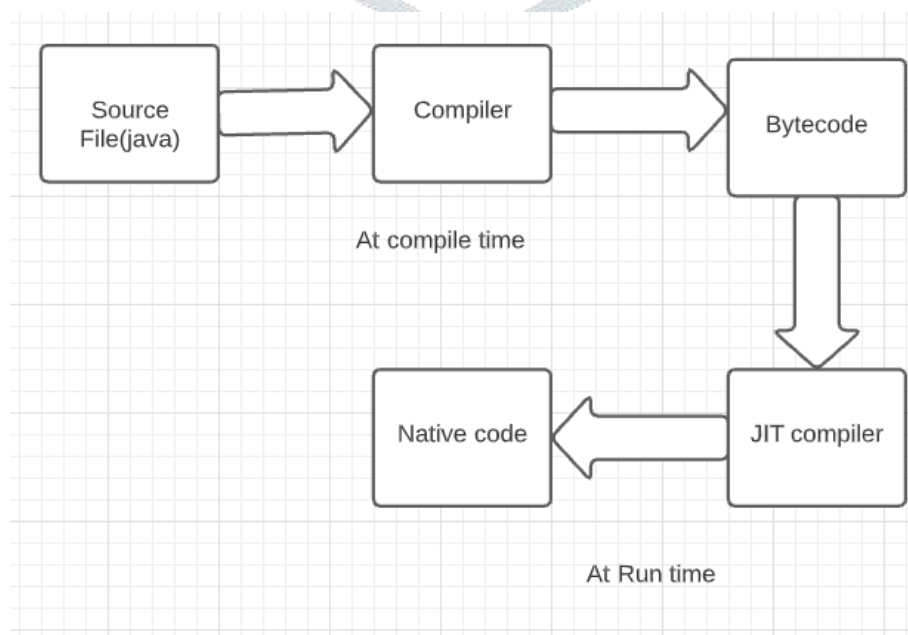 Source
File(java)
Compiler
Bytecode
At compile time
Native code
JIT compiler
At Run time